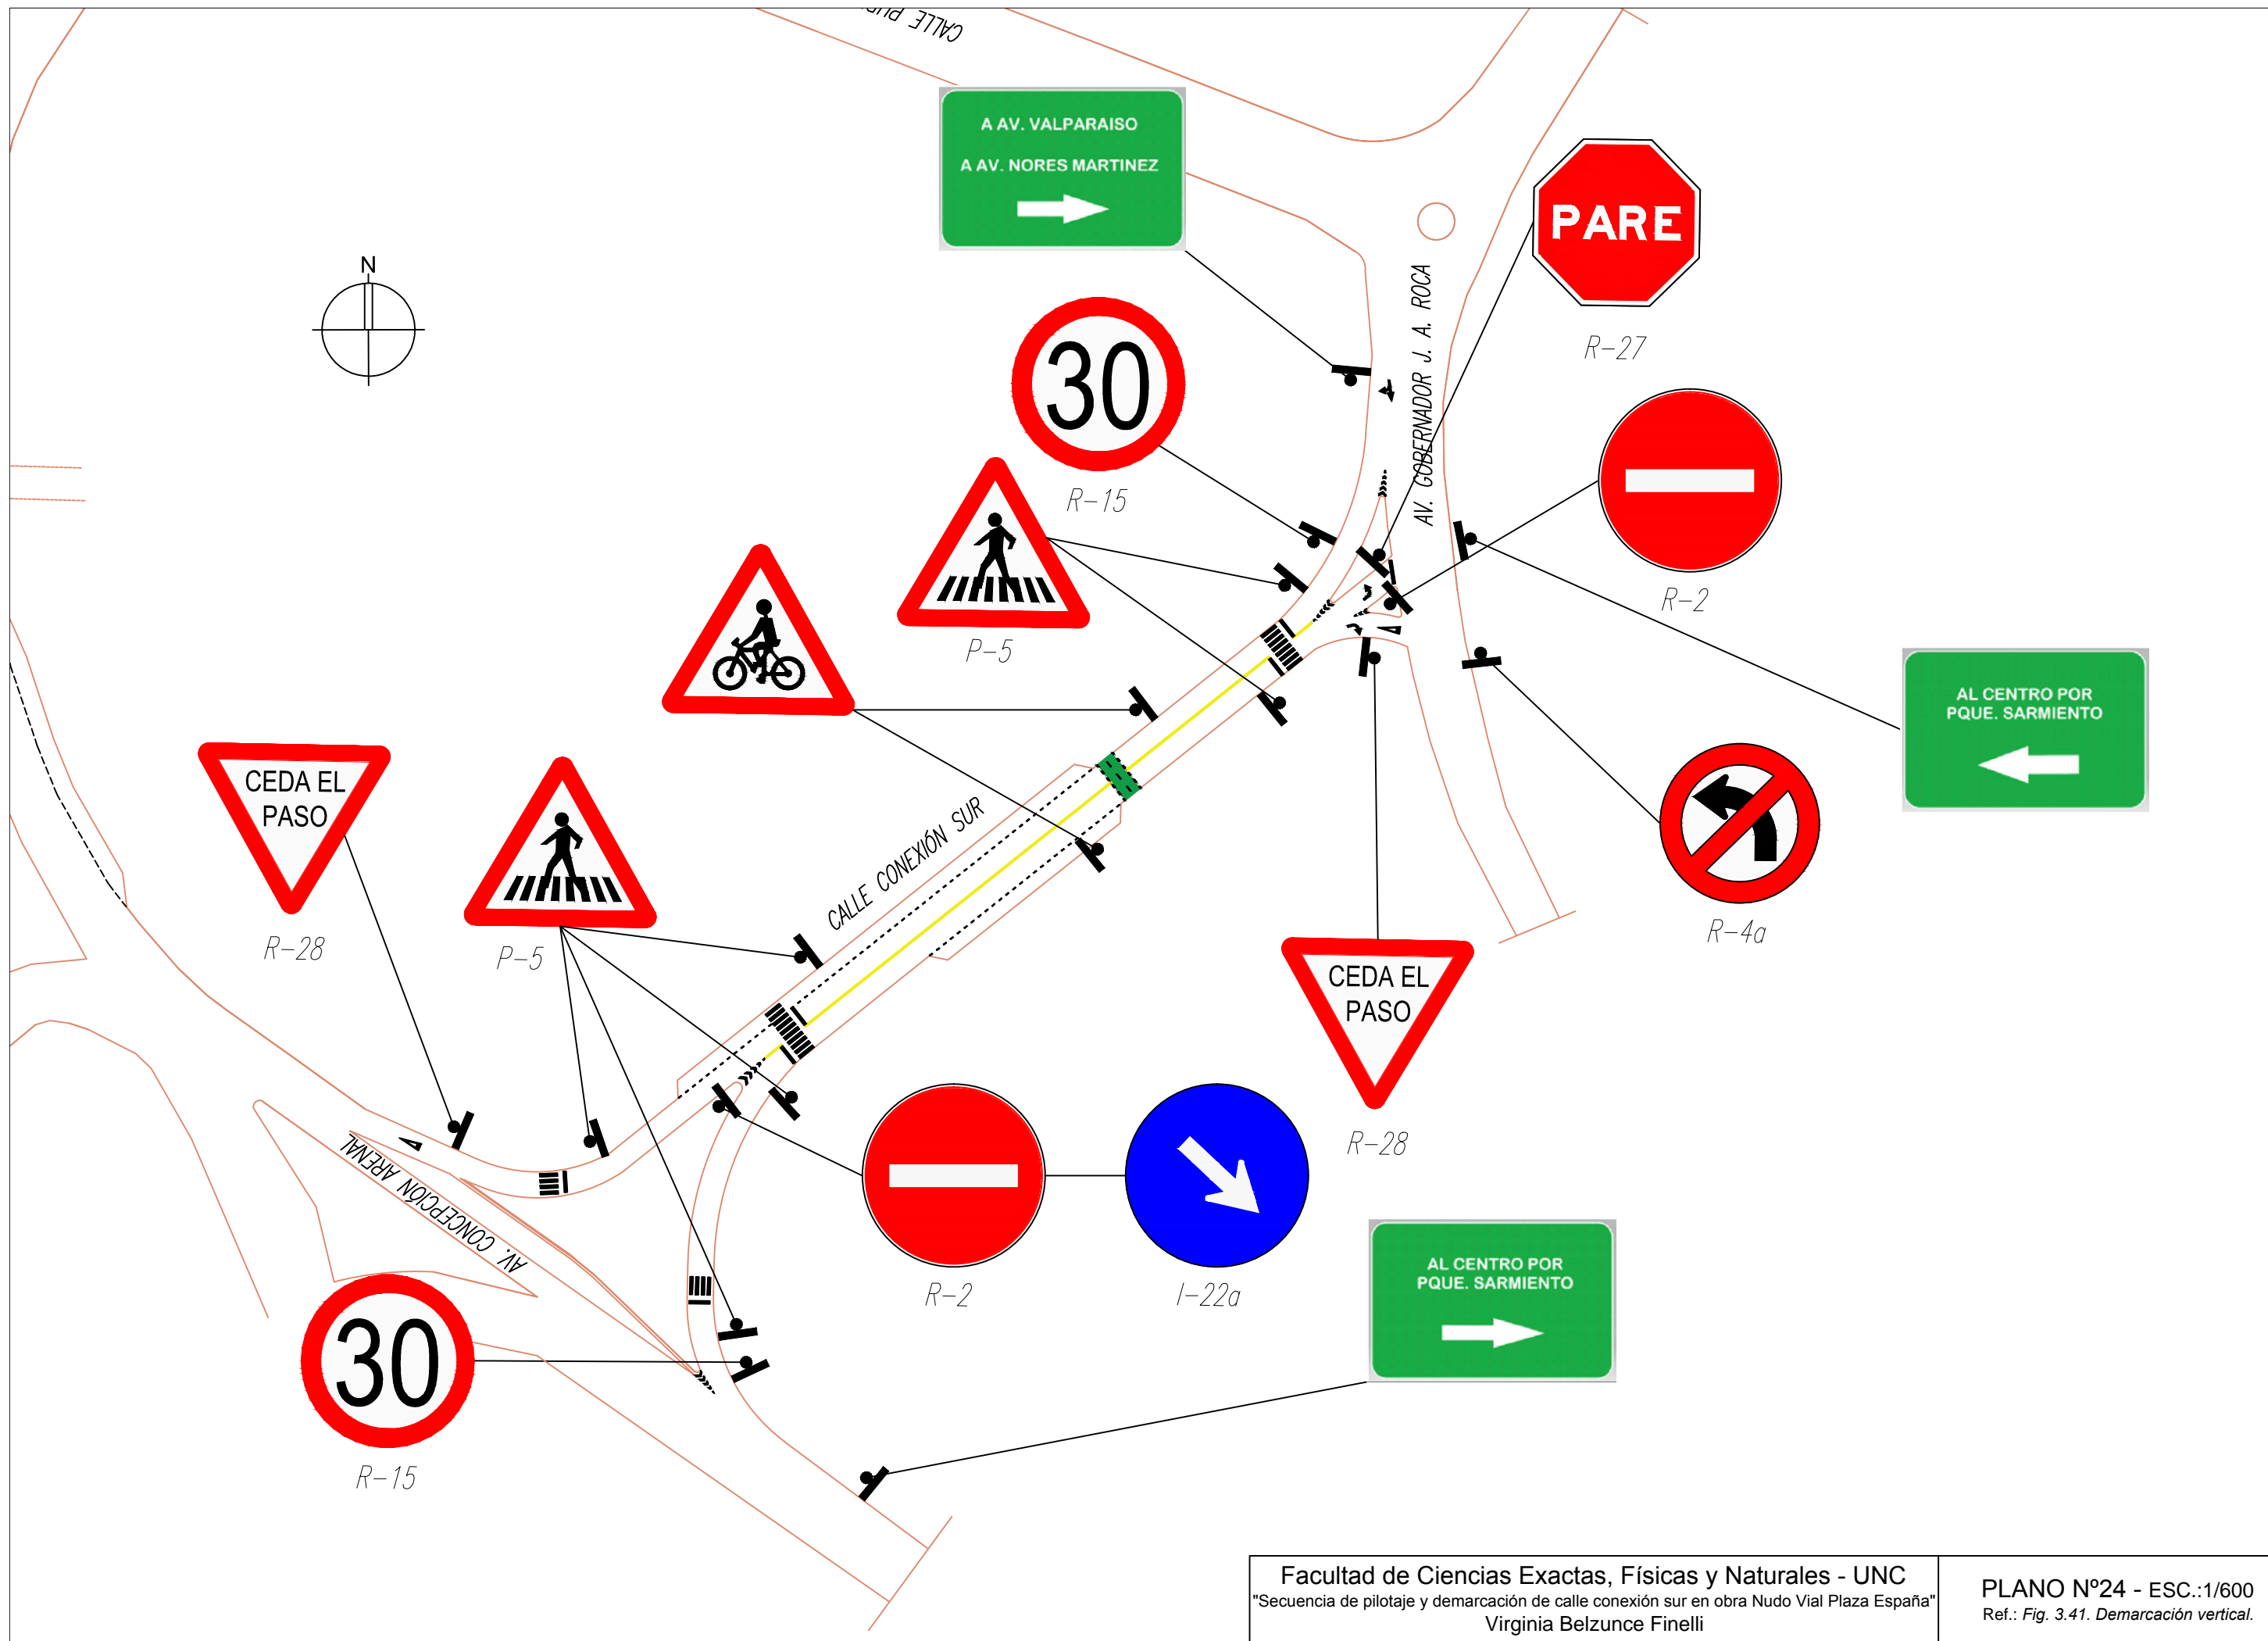 CALLE
A AV. VALPARAISO
A AV. NORES MARTINEZ
PARE
R-27
N
AV. GOBERNADOR J. A. ROCA
30
R-15
R-2
P-5
AL CENTRO POR
PQUE. SARMIENTO
CEDA EL
PASO
R-28
P-5
CALLE CONEXIÓN SUR
R-4a
CEDA EL
PASO
R-28
AV. CONCEPCIÓN ARENAL
R-2
I-22a
AL CENTRO POR
PQUE. SARMIENTO
30
R-15
Facultad de Ciencias Exactas, Físicas y Naturales - UNC
"Secuencia de pilotaje y demarcación de calle conexión sur en obra Nudo Vial Plaza España"
Virginia Belzunce Finelli
PLANO Nº24 - ESC.:1/600
Ref.: Fig. 3.41. Demarcación vertical.